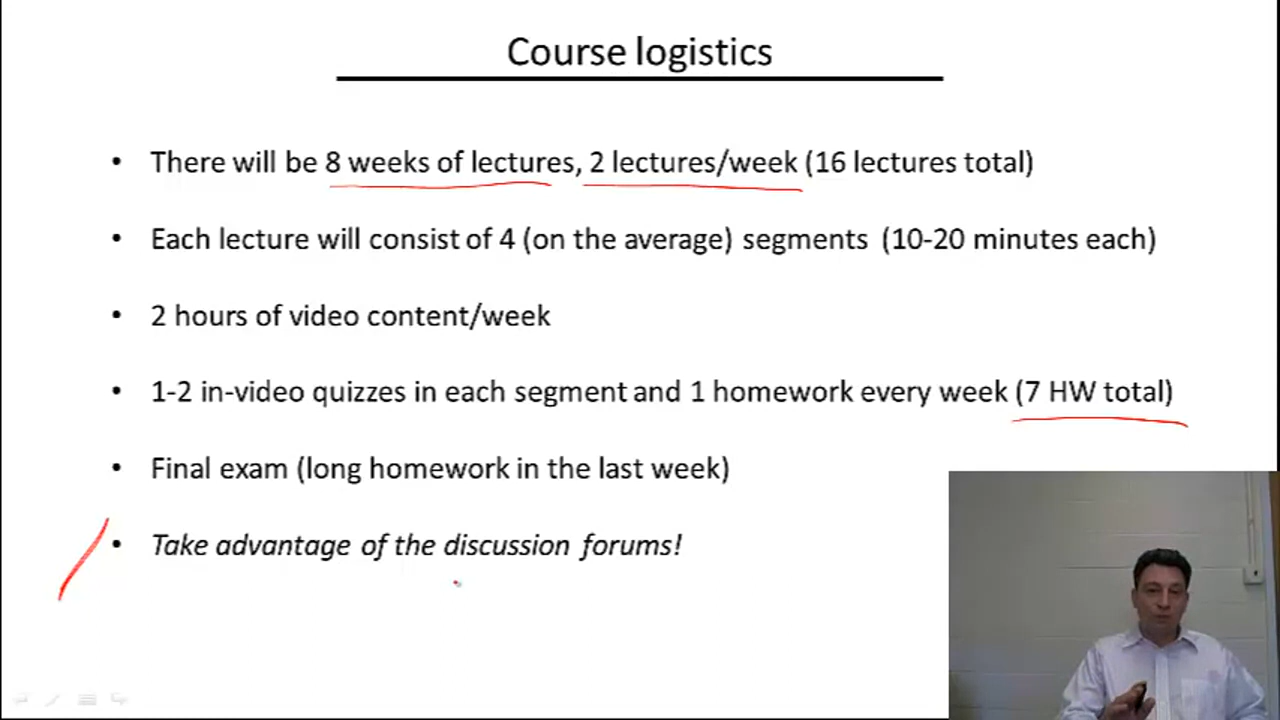 Course logistics
• There will be 8 weeks of lectures, 2 lectures/week (16 lectures total)
• Each lecture will consist of 4 (on the average) segments (10-20 minutes each)
• 2 hours of video content/week
• 1-2 in-video quizzes in each segment and 1 homework every week (7 HW total)
• Final exam (long homework in the last week)
• Take advantage of the discussion forums!